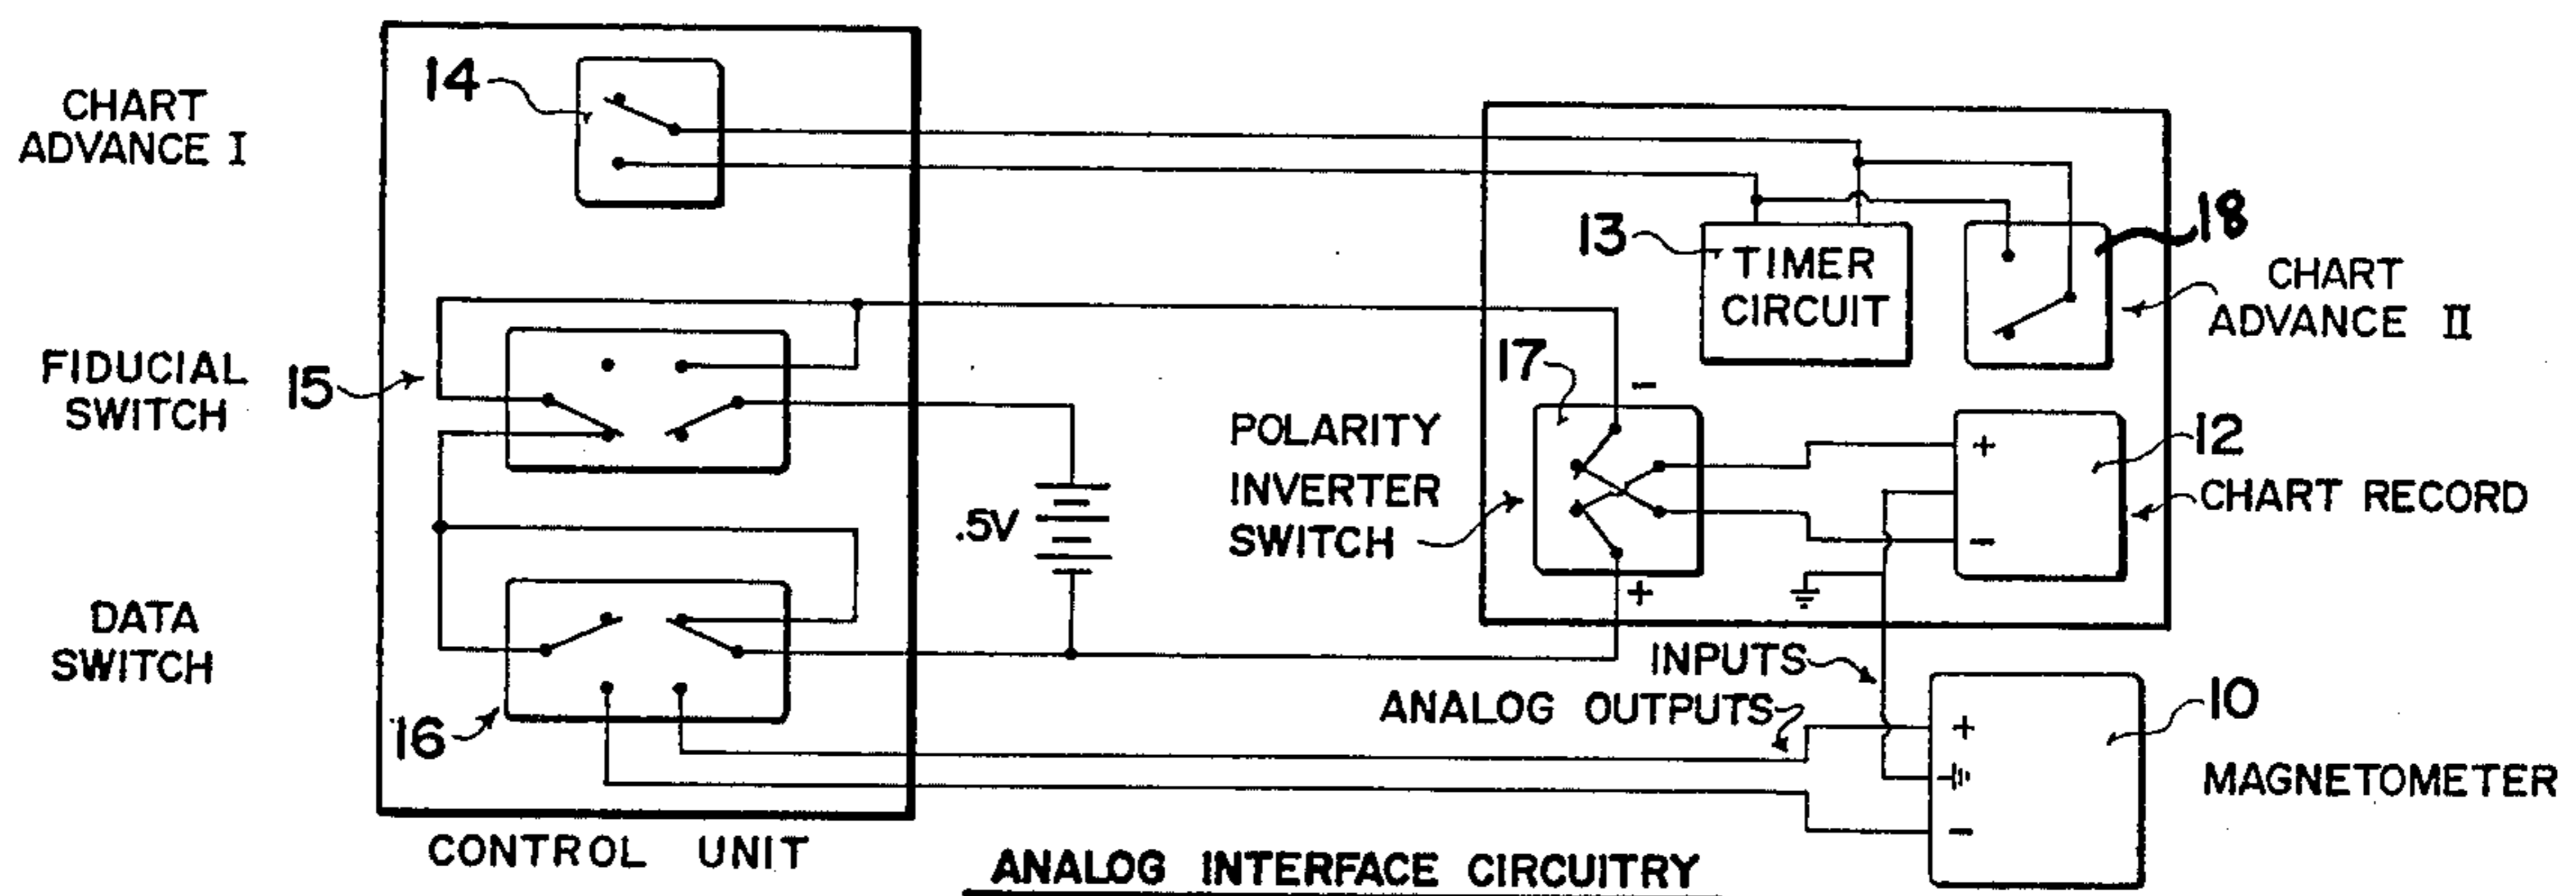 CHART
ADVANCE I
14
FIDUCIAL
SWITCH
15
DATA
SWITCH
16
CONTROL UNIT
.5V
13
TIMER
CIRCUIT
18
CHART
ADVANCE II
17
-
POLARITY
INVERTER
SWITCH
+
+
-
12
CHART RECORD
INPUTS
ANALOG OUTPUTS
+
-
10
MAGNETOMETER
ANALOG INTERFACE CIRCUITRY